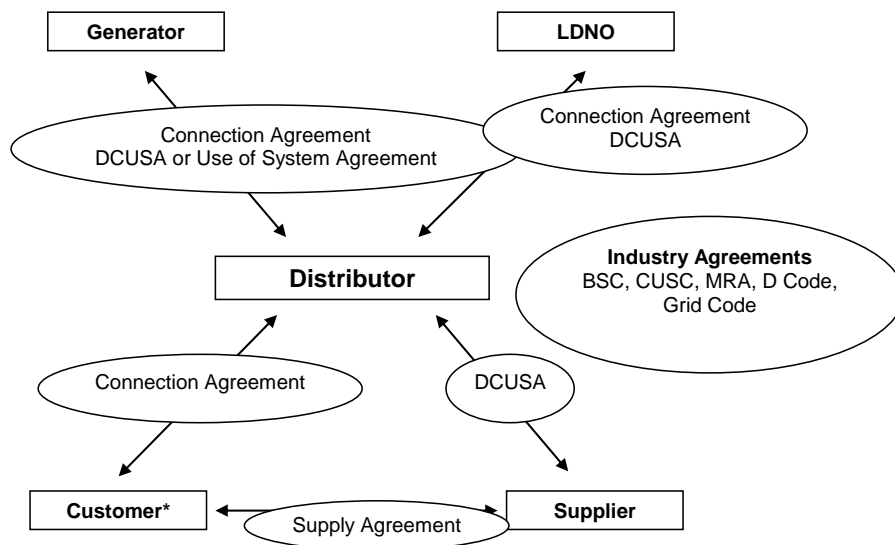 Generator
LDNO
Connection Agreement
DCUSA or Use of System Agreement
Connection Agreement
DCUSA
Distributor
Industry Agreements
BSC, CUSC, MRA, D Code,
Grid Code
Connection Agreement
DCUSA
Customer*
Supplier
Supply Agreement